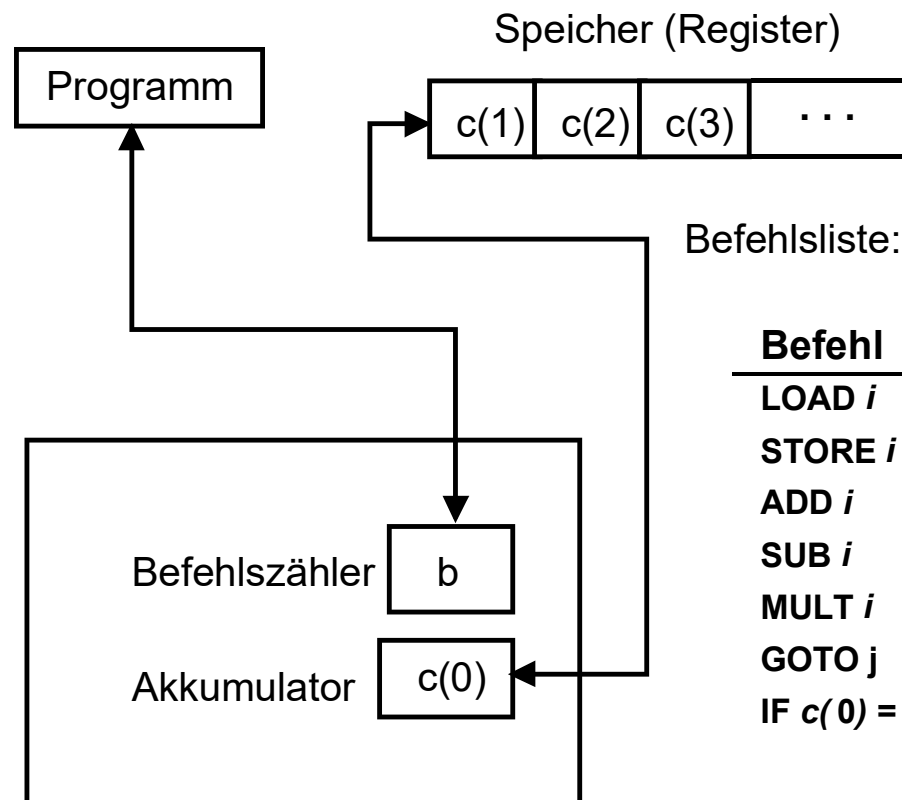 Speicher (Register)
Programm
c(1) c(2) c(3) . . .
Befehlsliste:
Befehl
LOAD i
STORE i
ADD i
SUB i
MULT i
GOTO j
IF c( 0) =
Befehlszähler b
Akkumulator c(0)